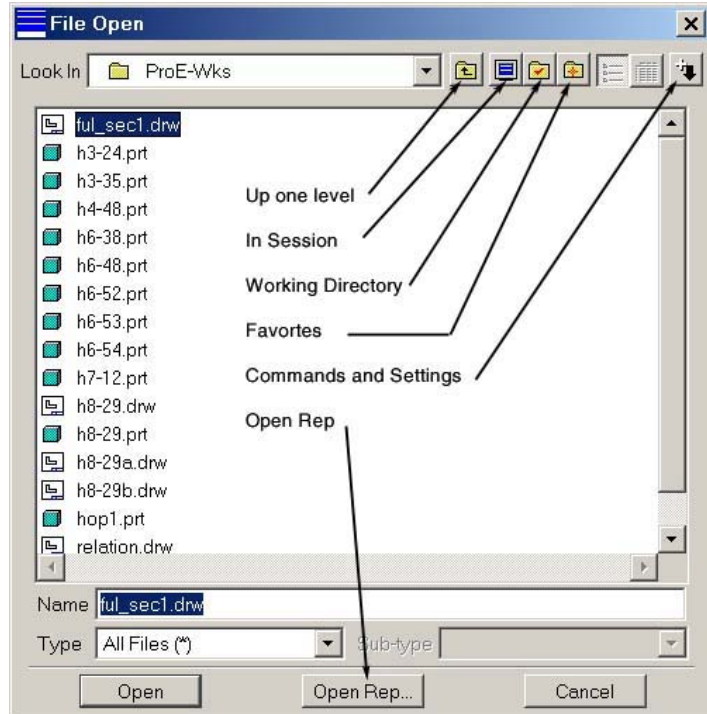 File Open
Look In ProE-Wks
ful_sec1.drw
h3-24.prt
h3-35.prt
h4-48.prt
h6-38.prt
h6-48.prt
h6-52.prt
h6-53.prt
h6-54.prt
h7-12.prt
h8-29.drw
h8-29.prt
h8-29a.drw
h8-29b.drw
hop1.prt
relation.drw
Up one level
In Session
Working Directory
Favortes
Commands and Settings
Open Rep
Name ful_sec1.drw
Type All Files (*) Sub-type
Open Open Rep... Cancel